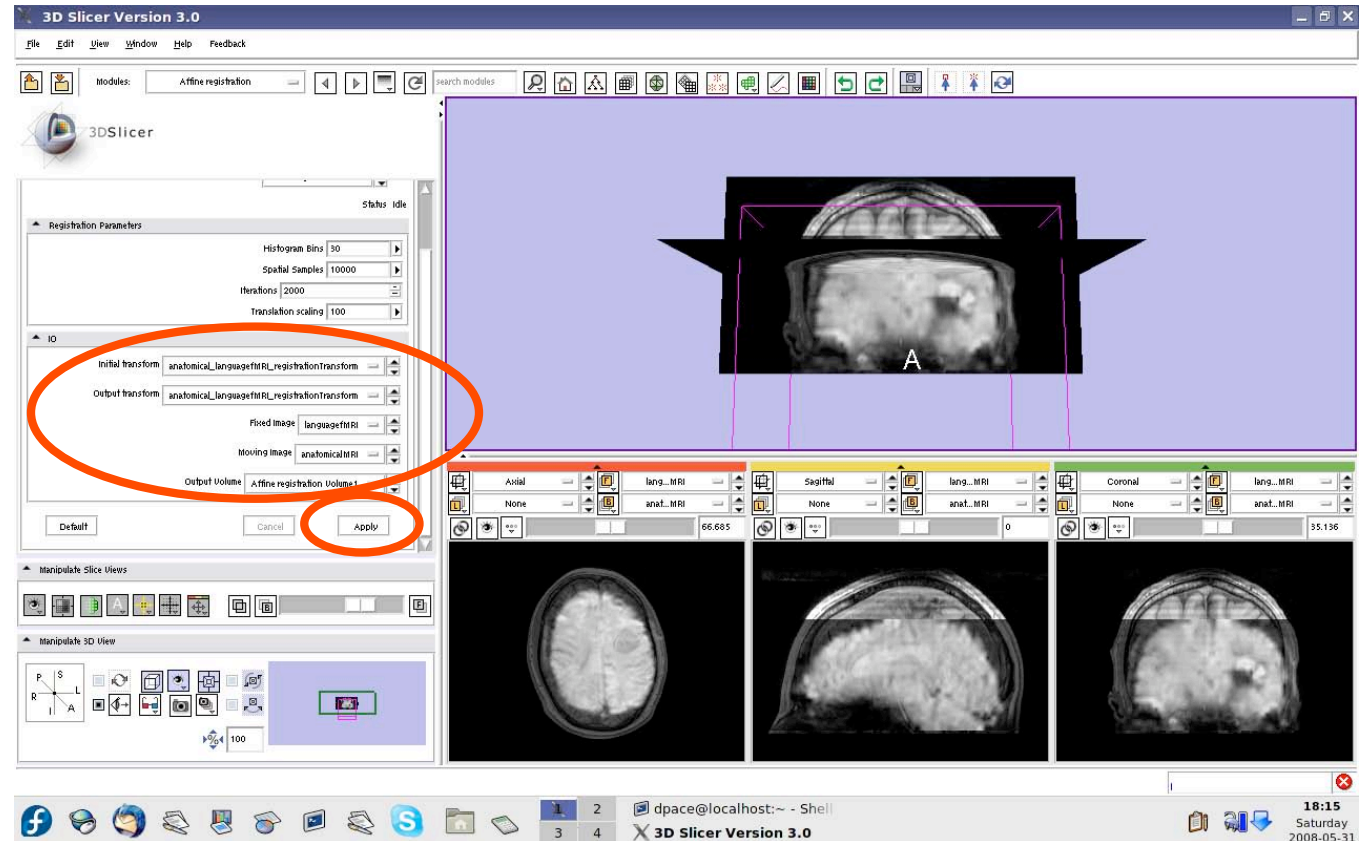 3D Slicer Version 3.0
File Edit View Window Help Feedback
Modules: Affine registration search modules
3DSlicer
Status Idle
Registration Parameters
Histogram Bins 30
Spatial Samples 10000
Iterations 2000
Translation scaling 100
IO
Initial transform anatomical_languagefMRI_registrationTransform
Output transform anatomical_languagefMRI_registrationTransform
Fixed Image languagefMRI
Moving Image anatomicalMRI
Output Volume Affine registration Volume1
Default Cancel Apply
Manipulate Slice Views
Manipulate 3D View
P S
R L
I A
% 100
A
Axial lang...MRI
None anat...MRI
66.685
Sagittal lang...MRI
None anat...MRI
0
Coronal lang...MRI
None anat...MRI
35.136
1 2
3 4
dpace@localhost:~ - Shell
3D Slicer Version 3.0
18:15
Saturday
2008-05-31